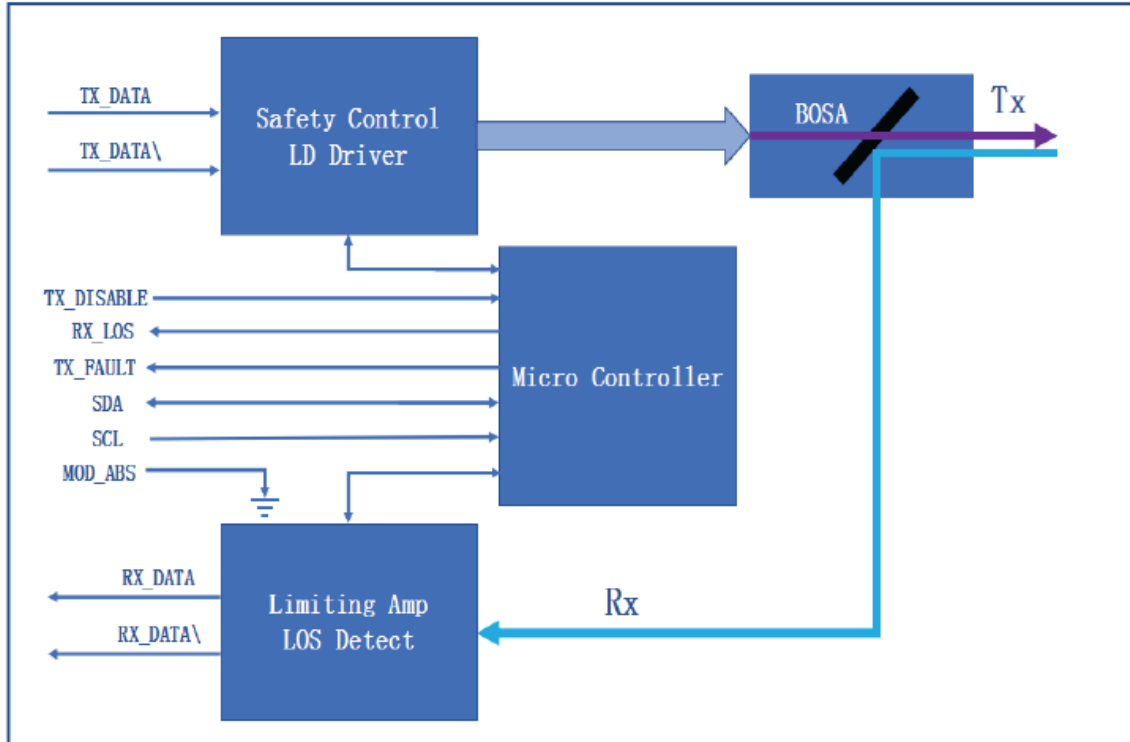 TX_DATA
TX_DATA\
Safety Control
LD Driver
BOSA
Tx
TX_DISABLE
RX_LOS
TX_FAULT
SDA
SCL
MOD_ABS
Micro Controller
RX_DATA
RX_DATA\
Limiting Amp
LOS Detect
Rx